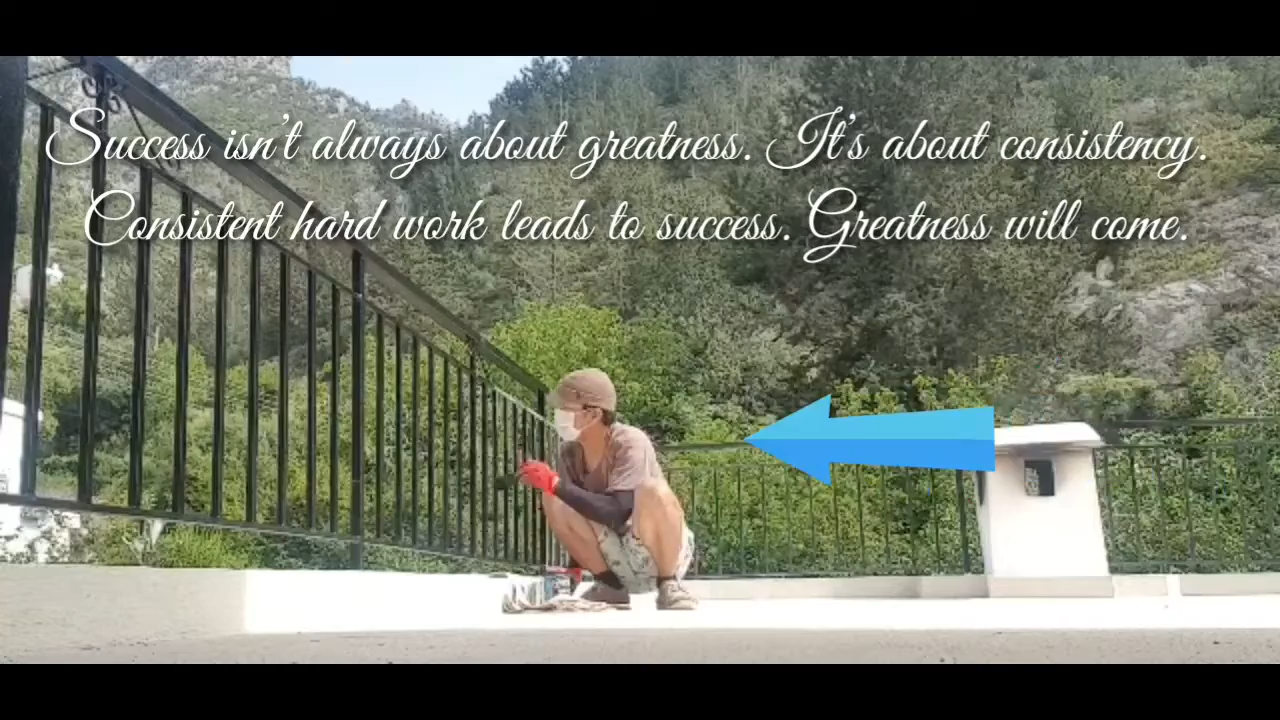 Success isn't always about greatness. It's about consistency.
Consistent hard work leads to success. Greatness will come.